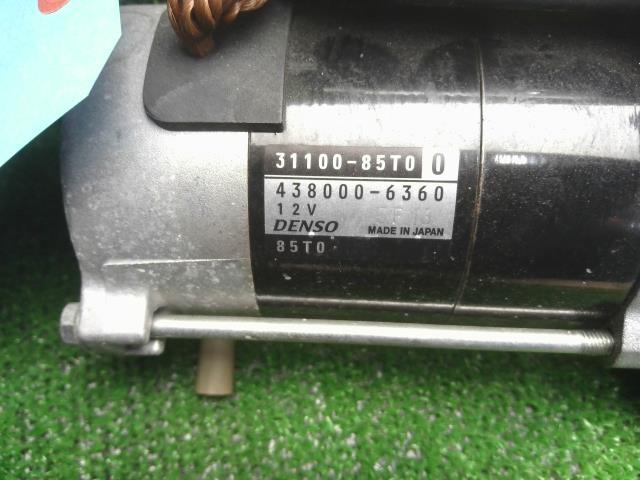 31100-85T0 0
438000-6360
12V
DENSO MADE IN JAPAN
85T0